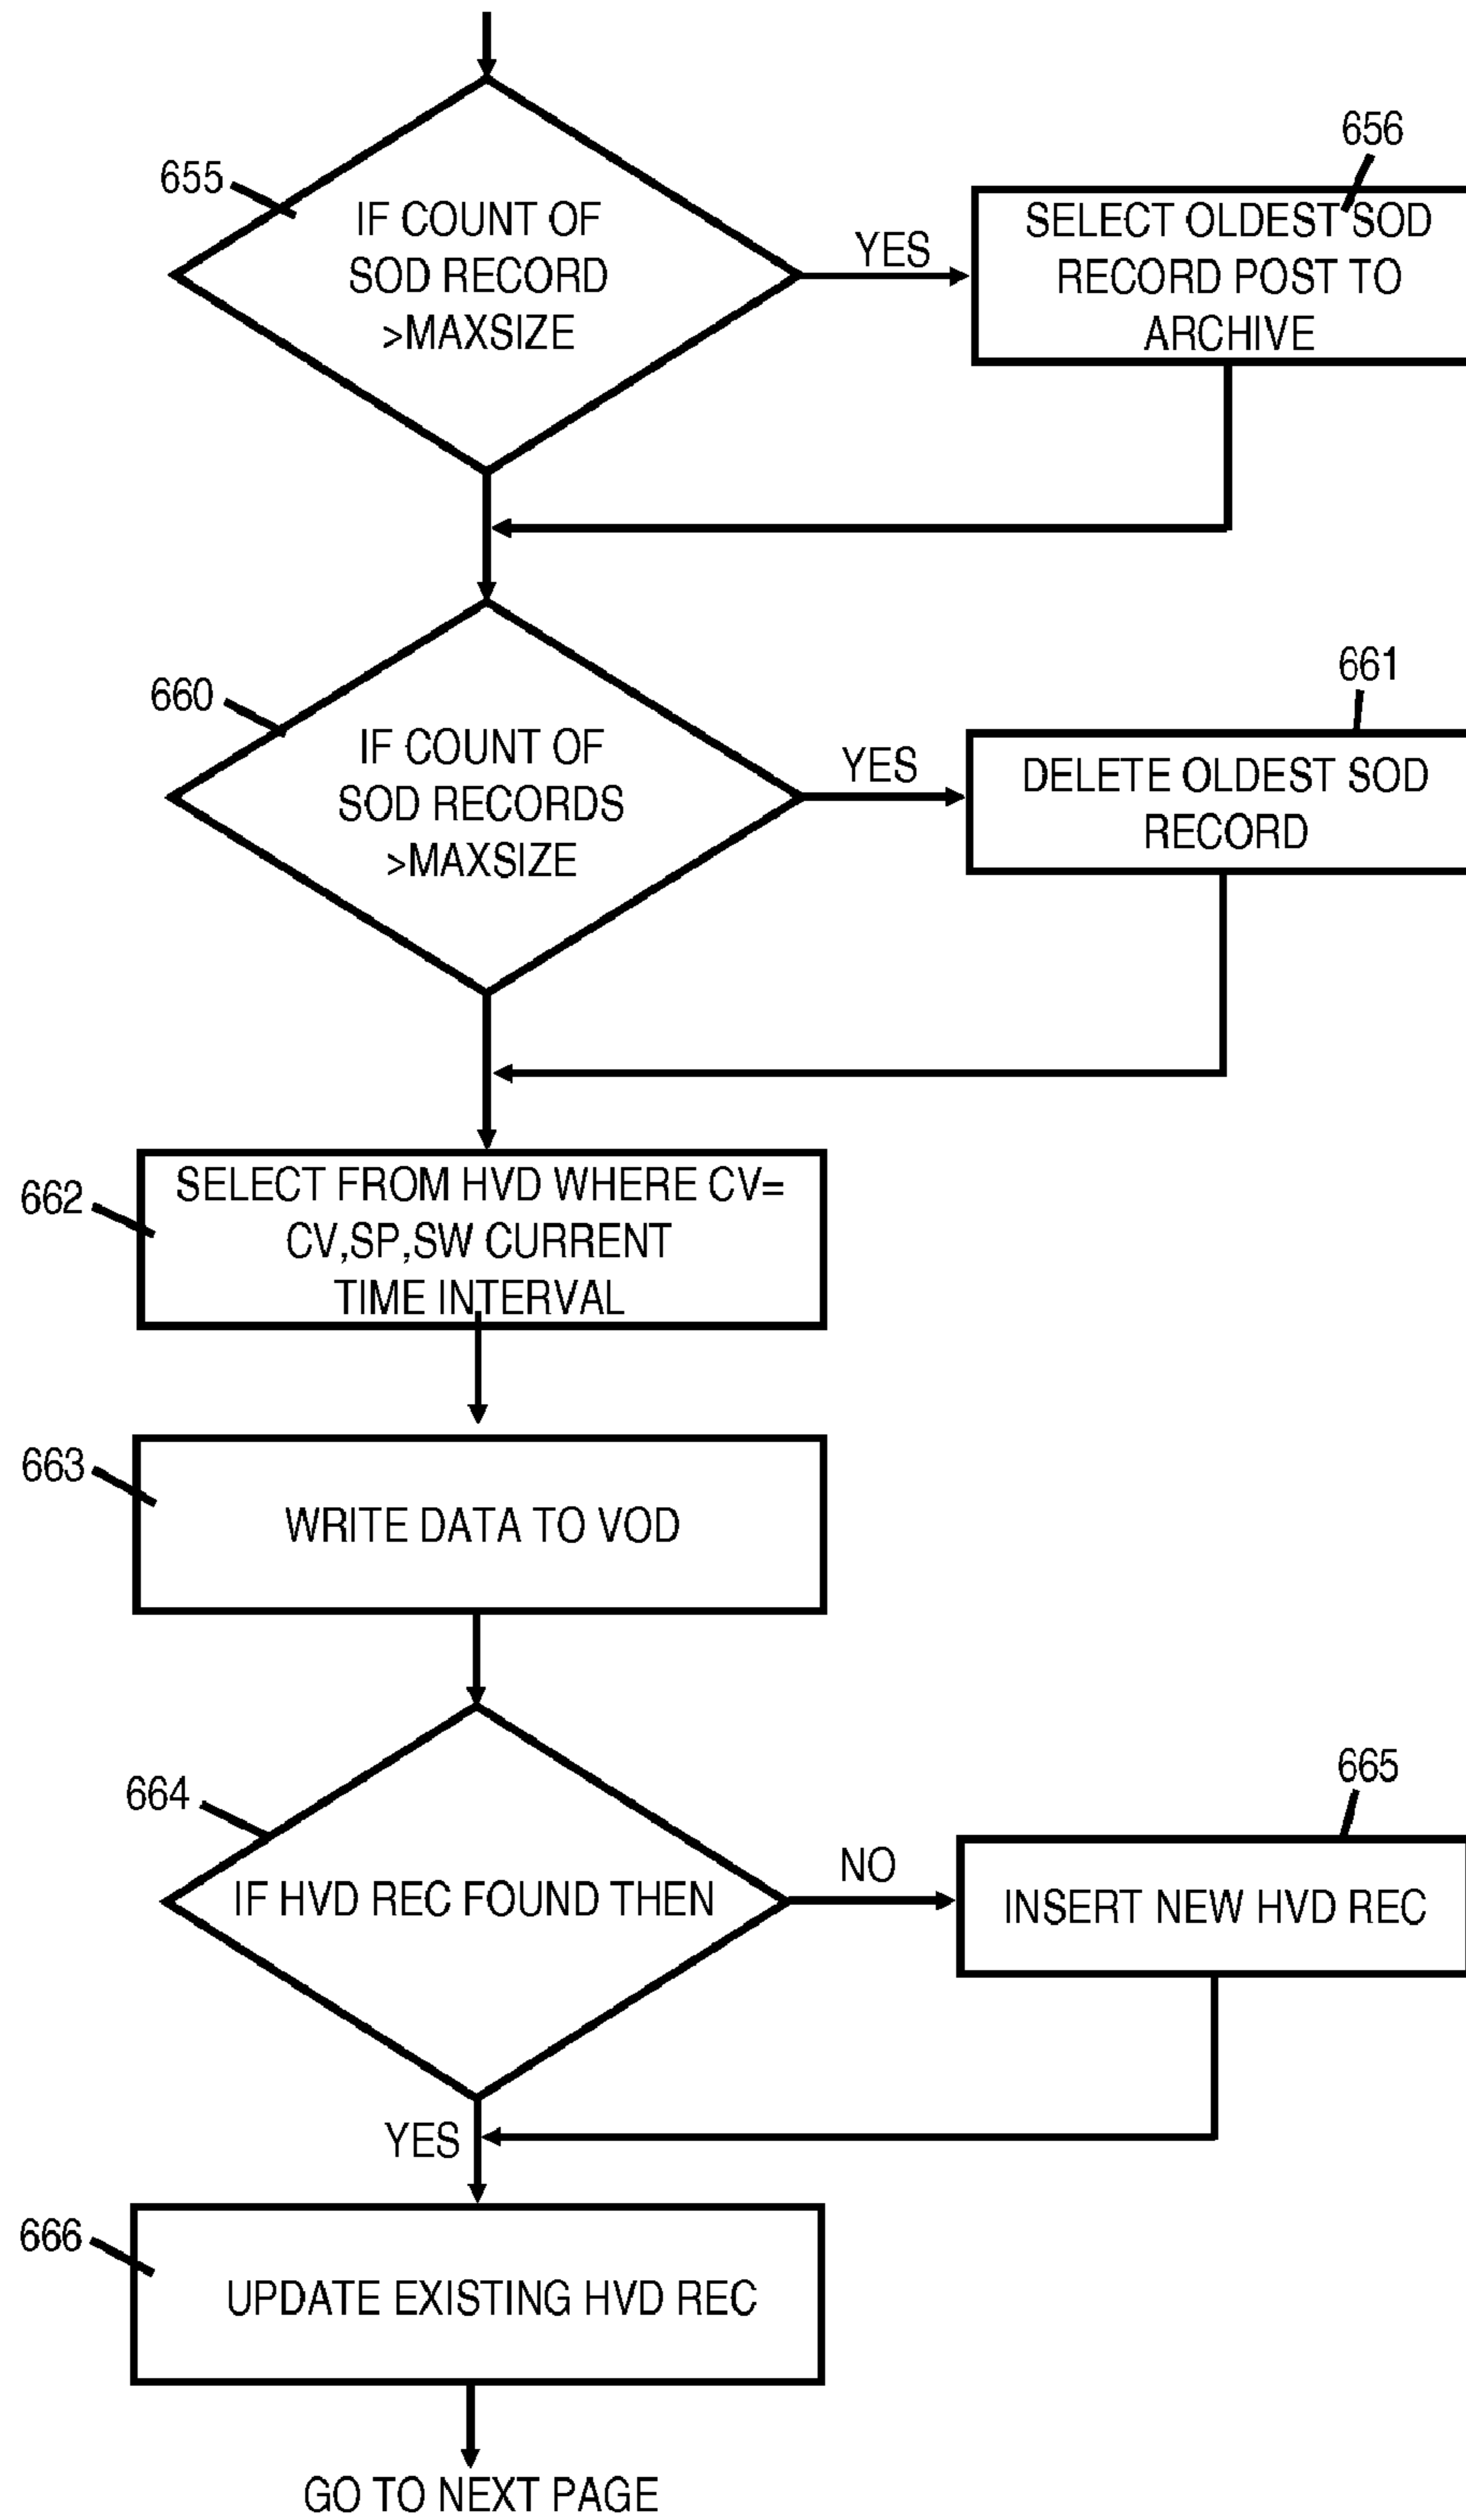 656
655
IF COUNT OF
SOD RECORD
>MAXSIZE
YES
SELECT OLDEST SOD
RECORD POST TO
ARCHIVE
661
660
IF COUNT OF
SOD RECORDS
>MAXSIZE
YES
DELETE OLDEST SOD
RECORD
662
SELECT FROM HVD WHERE CV=
CV,SP,SW CURRENT
TIME INTERVAL
663
WRITE DATA TO VOD
665
664
IF HVD REC FOUND THEN
NO
INSERT NEW HVD REC
YES
666
UPDATE EXISTING HVD REC
GO TO NEXT PAGE